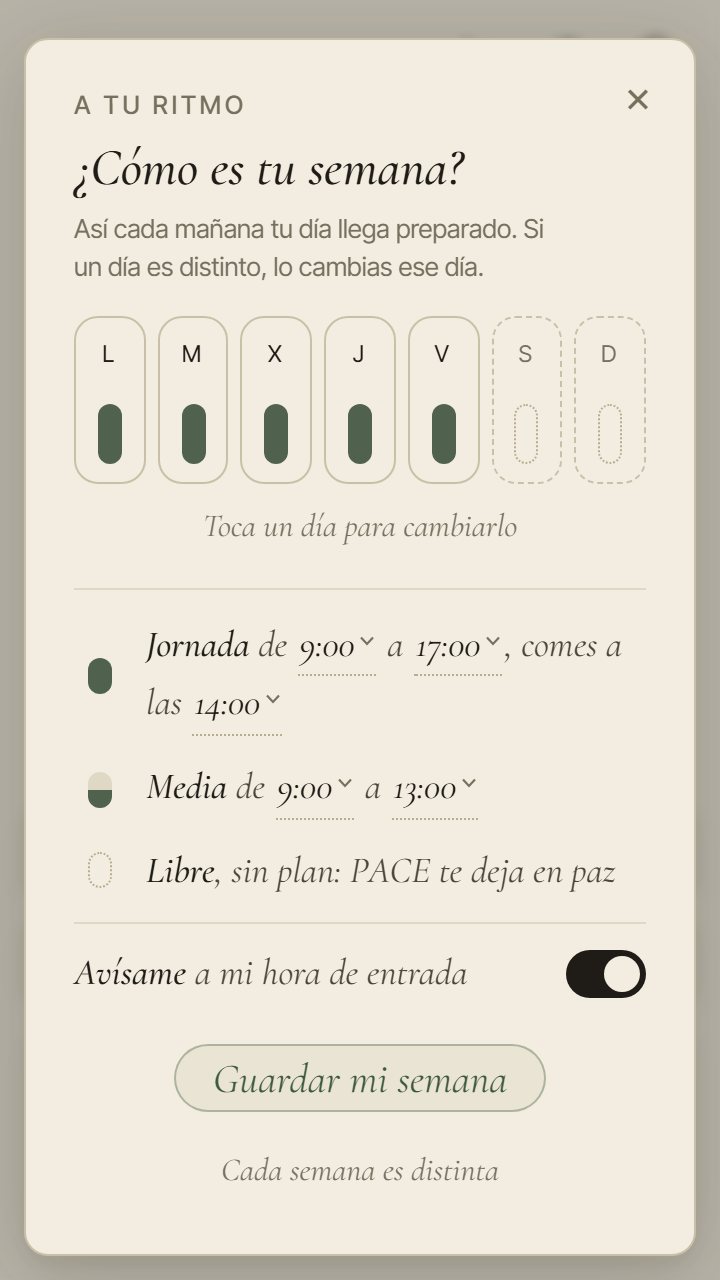 A TU RITMO
¿Cómo es tu semana?
Así cada mañana tu día llega preparado. Si
un día es distinto, lo cambias ese día.
L M X J V S D
Toca un día para cambiarlo
Jornada de 9:00 a 17:00, comes a
las 14:00
Media de 9:00 a 13:00
Libre, sin plan: PACE te deja en paz
Avísame a mi hora de entrada
Guardar mi semana
Cada semana es distinta